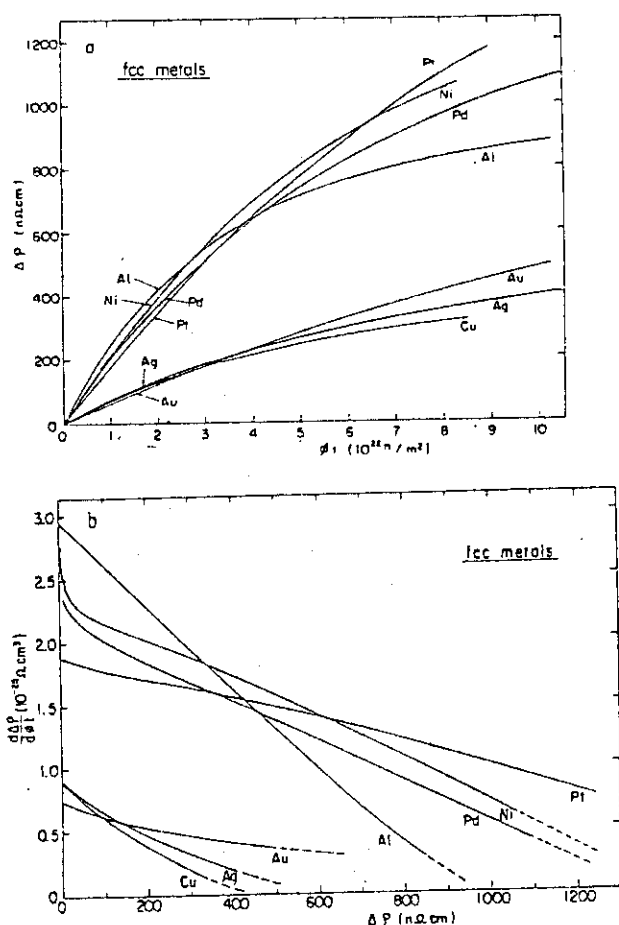 a
fcc metals
1200
1000
800
600
400
200
0
Δρ (nΩcm)
Pt
Ni
Pd
Al
Al
Ni
Pd
Pt
Au
Ag
Cu
Ag
Au
0 1 2 3 4 5 6 7 8 9 10
φt (10²² n/m²)
b
fcc metals
3.0
2.5
2.0
1.5
1.0
0.5
0
Pt
Ni
Pd
Al
Au
Ag
Cu
0 200 400 600 800 1000 1200
Δρ (nΩcm)